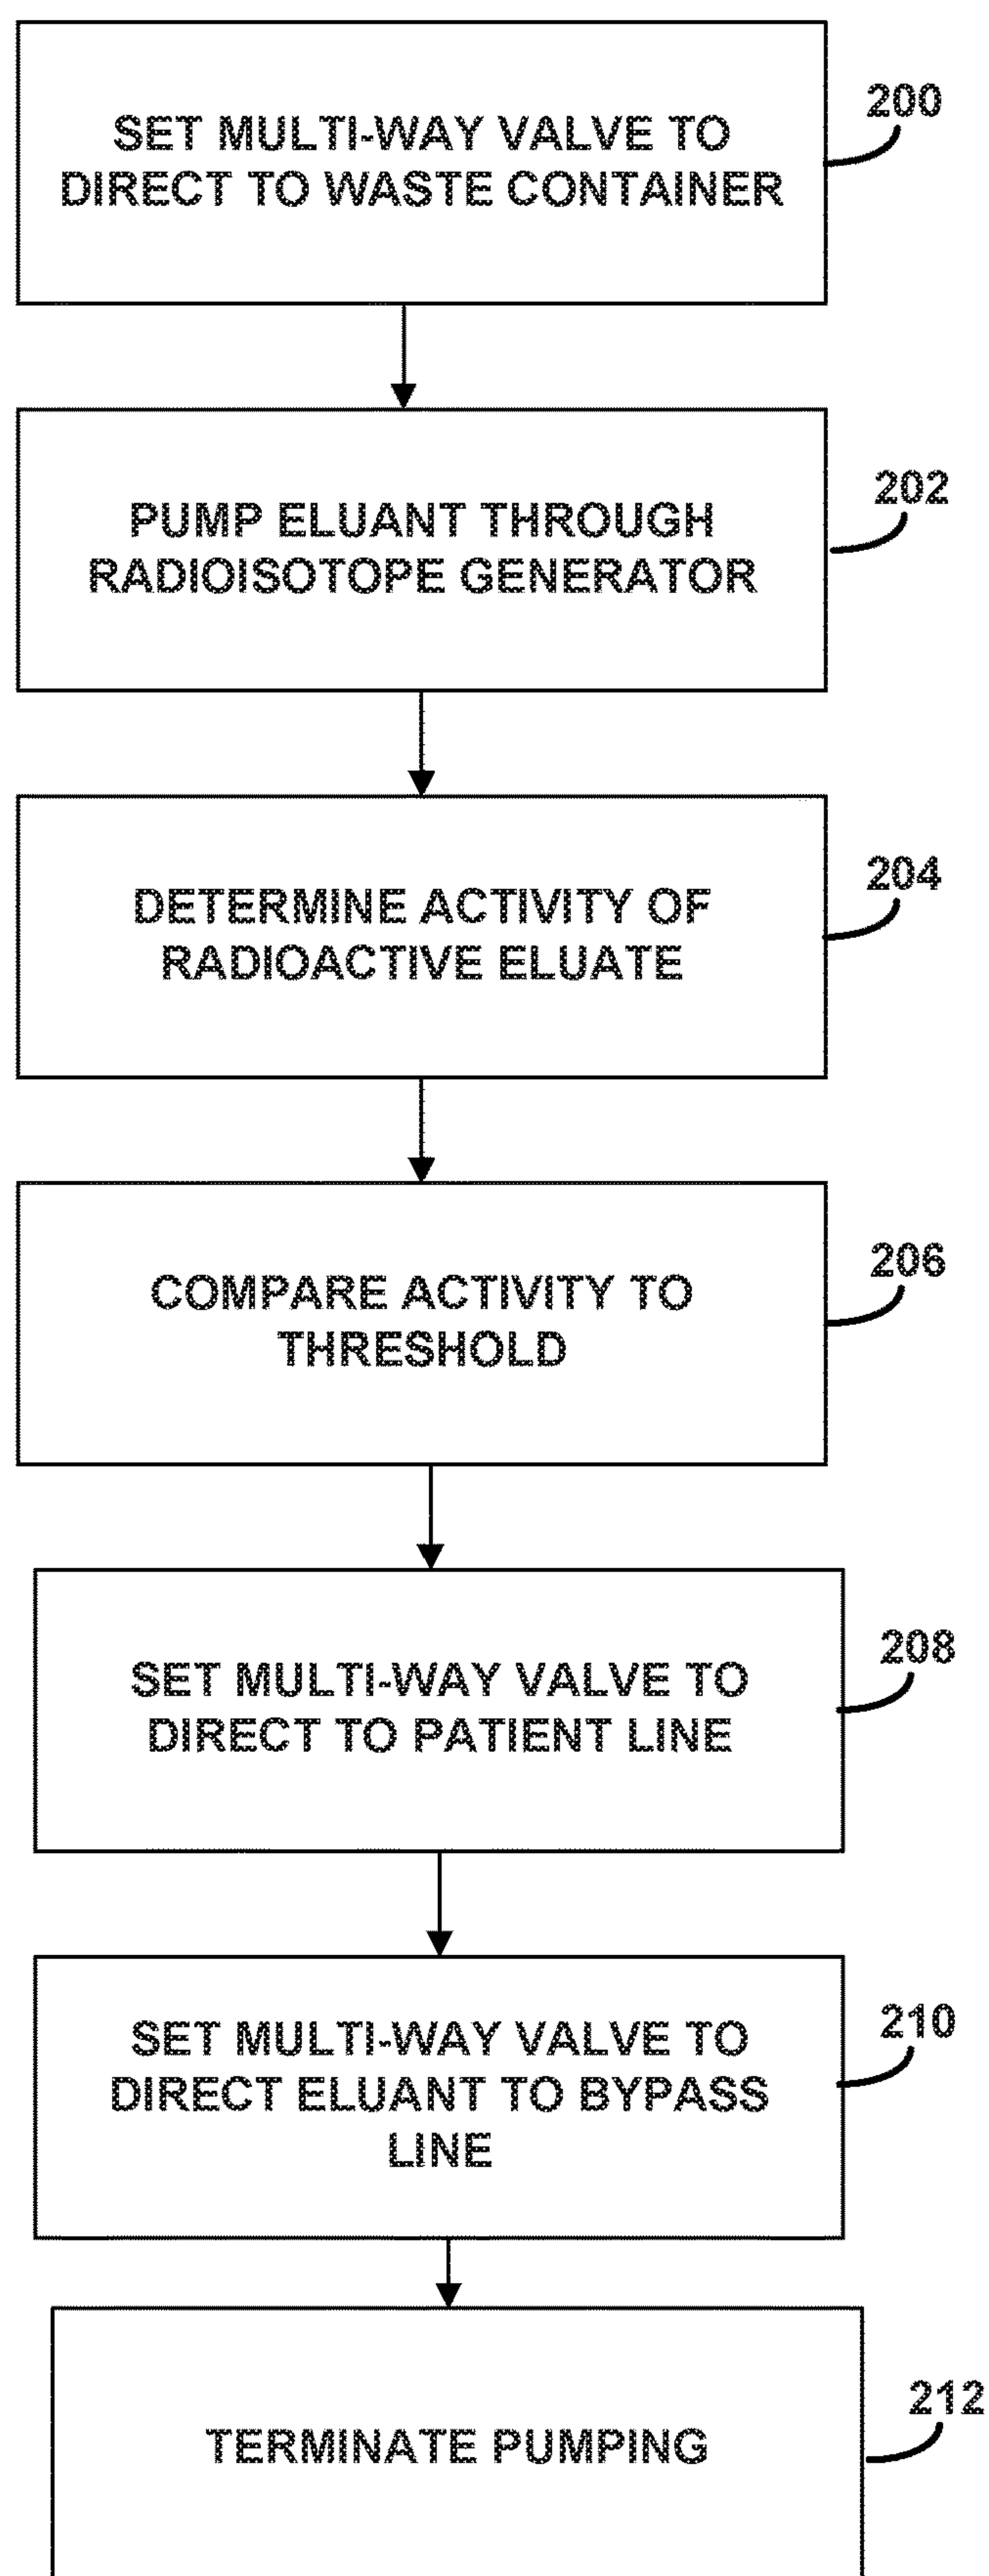 SET MULTI-WAY VALVE TO
DIRECT TO WASTE CONTAINER
200
PUMP ELUANT THROUGH
RADIOISOTOPE GENERATOR
202
DETERMINE ACTIVITY OF
RADIOACTIVE ELUATE
204
COMPARE ACTIVITY TO
THRESHOLD
206
SET MULTI-WAY VALVE TO
DIRECT TO PATIENT LINE
208
SET MULTI-WAY VALVE TO
DIRECT ELUANT TO BYPASS
LINE
210
TERMINATE PUMPING
212